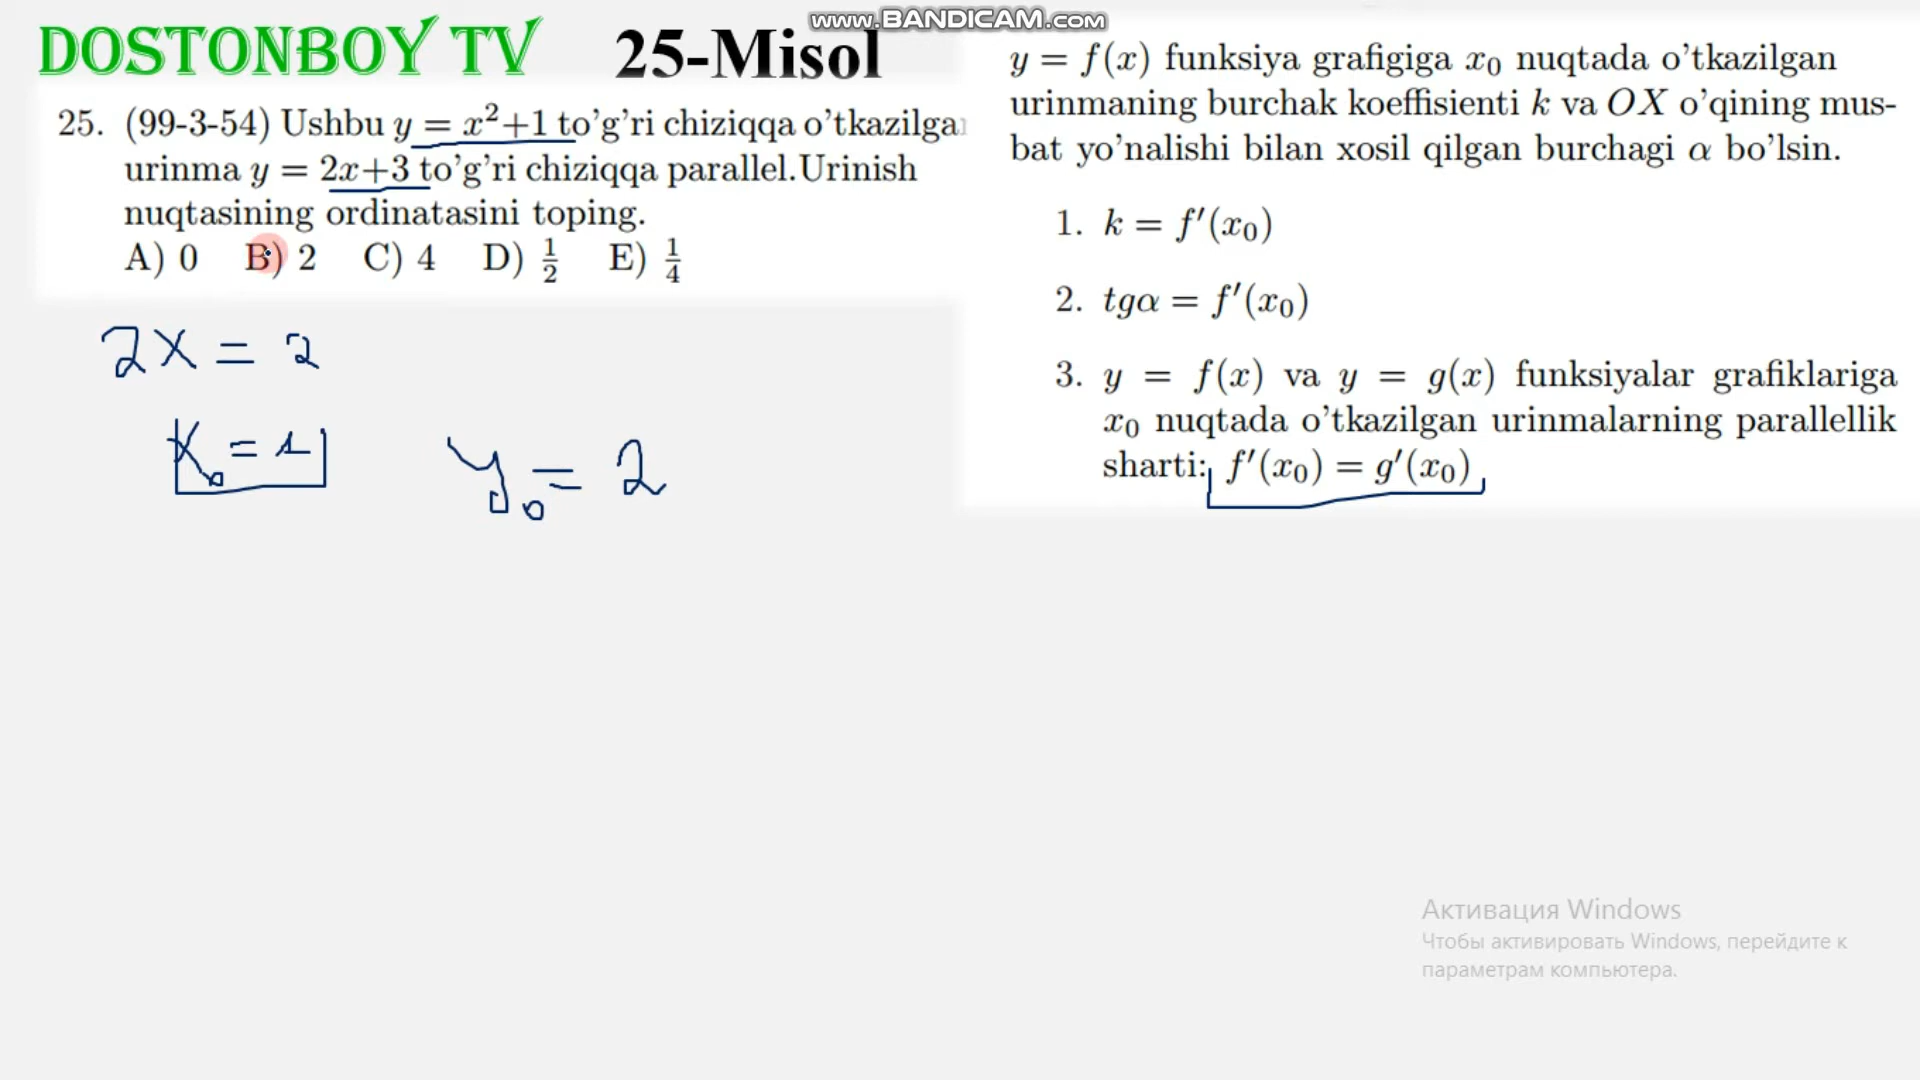 www.BANDICAM.com
DOSTONBOY TV
25-Misol
25. (99-3-54) Ushbu y = x²+1 to'g'ri chiziqqa o'tkazilgan
urinma y = 2x+3 to'g'ri chiziqqa parallel.Urinish
nuqtasining ordinatasini toping.
A) 0 B) 2 C) 4 D) 1/2 E) 1/4
2x = 2
x₀ = 1
y₀ = 2
y = f(x) funksiya grafigiga x₀ nuqtada o'tkazilgan
urinmaning burchak koeffisienti k va OX o'qining mus-
bat yo'nalishi bilan xosil qilgan burchagi α bo'lsin.
1. k = f'(x₀)
2. tgα = f'(x₀)
3. y = f(x) va y = g(x) funksiyalar grafiklariga
x₀ nuqtada o'tkazilgan urinmalarning parallellik
sharti: f'(x₀) = g'(x₀)
Активация Windows
Чтобы активировать Windows, перейдите к
параметрам компьютера.